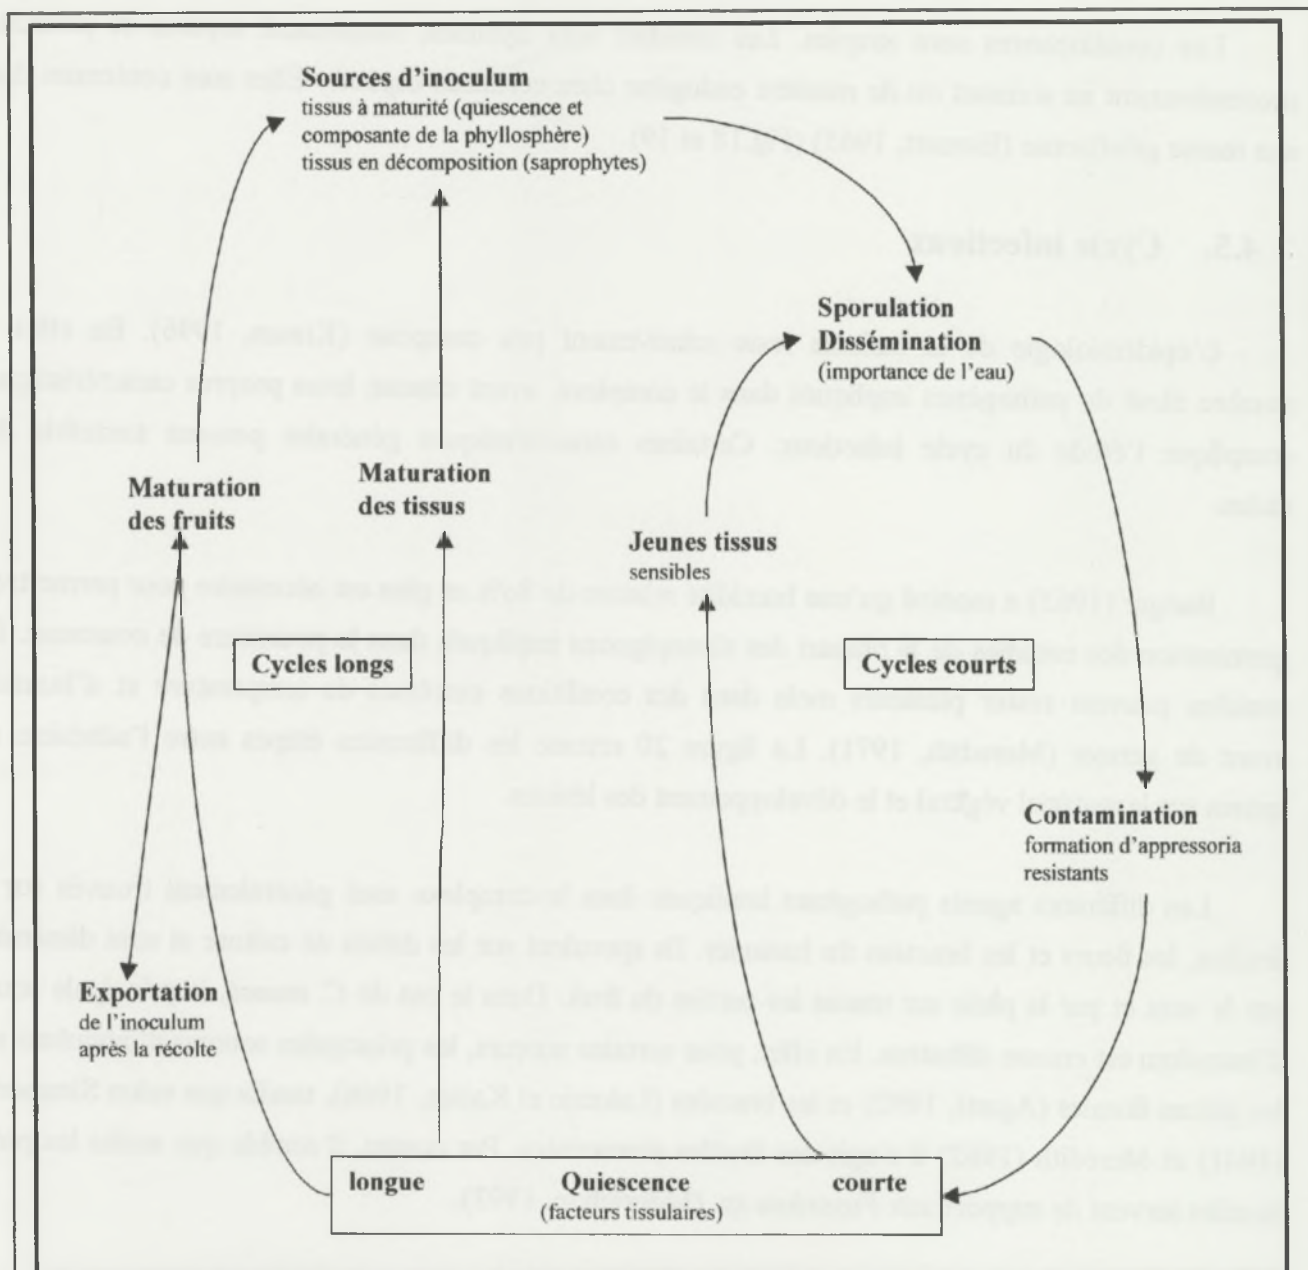 Sources d'inoculum
tissus à maturité (quiescence et
composante de la phyllosphère)
tissus en décomposition (saprophytes)
Sporulation
Dissémination
(importance de l'eau)
Maturation
des fruits
Maturation
des tissus
Jeunes tissus
sensibles
Cycles longs
Cycles courts
Contamination
formation d'appressoria
resistants
Exportation
de l'inoculum
après la récolte
longue Quiescence courte
(facteurs tissulaires)